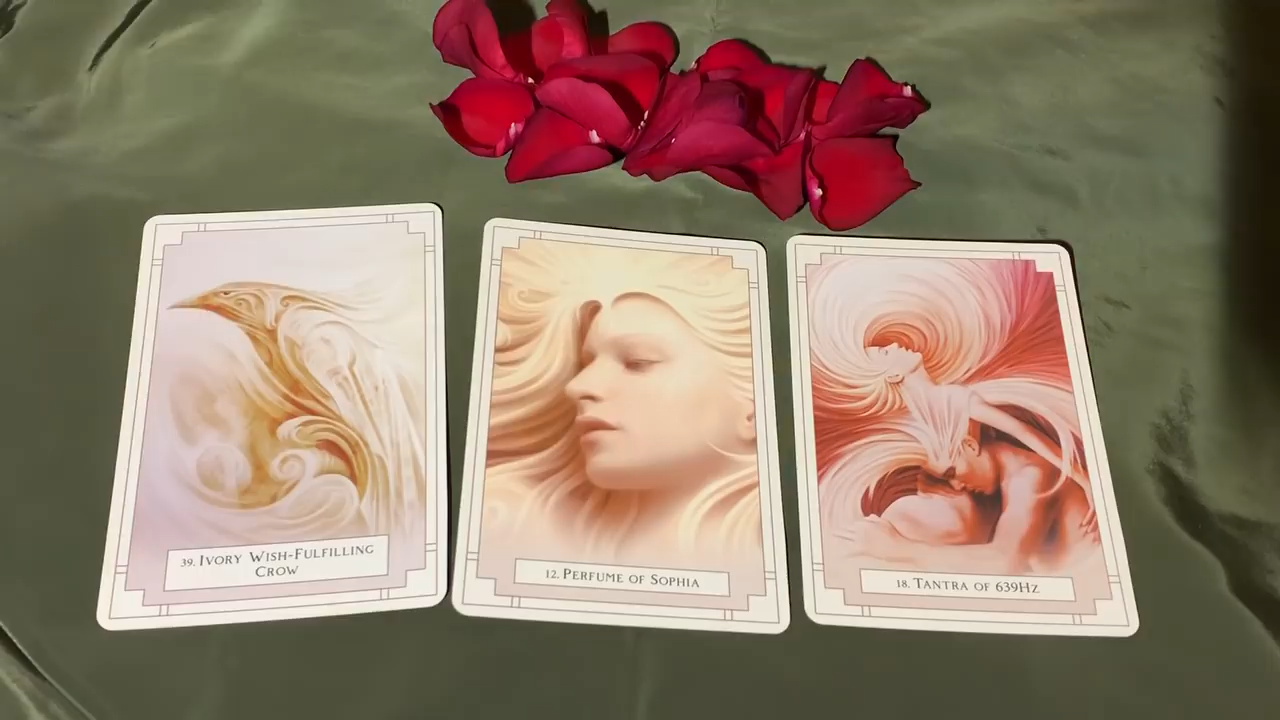 39. IVORY WISH-FULFILLING
CROW
12. PERFUME OF SOPHIA
18. TANTRA OF 639HZ